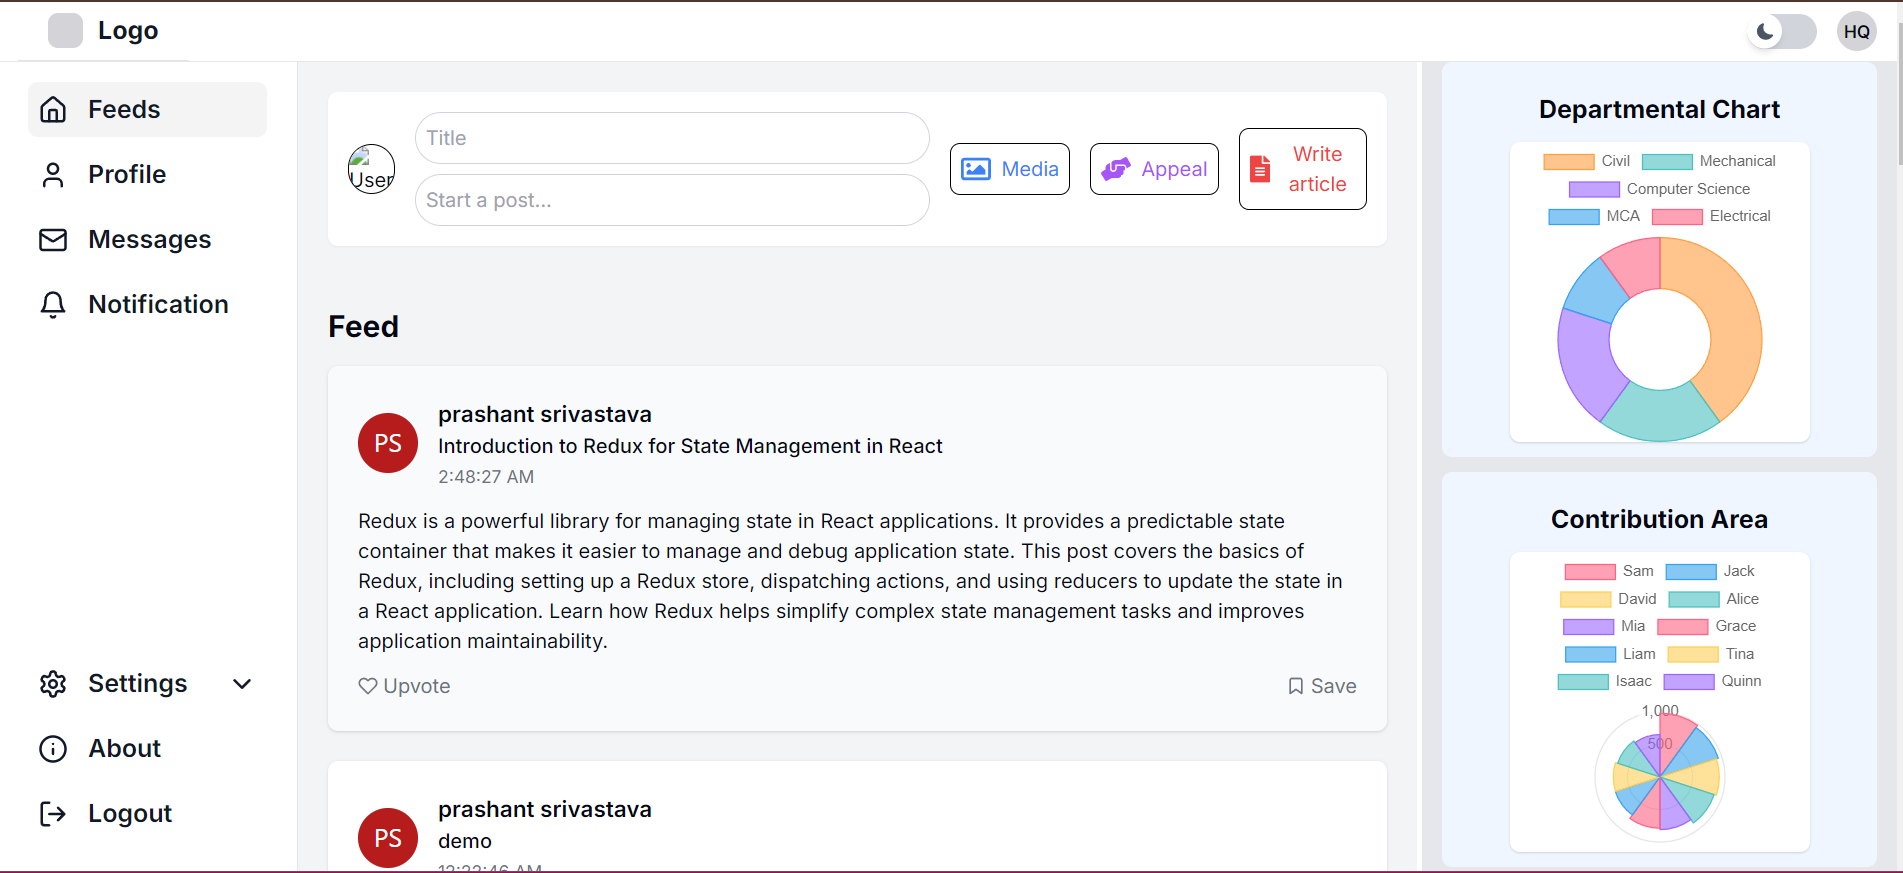 Logo
HQ
Feeds
Profile
Messages
Notification
Settings
About
Logout
User
Title
Start a post...
Media
Appeal
Write
article
Feed
PS
prashant srivastava
Introduction to Redux for State Management in React
2:48:27 AM
Redux is a powerful library for managing state in React applications. It provides a predictable state
container that makes it easier to manage and debug application state. This post covers the basics of
Redux, including setting up a Redux store, dispatching actions, and using reducers to update the state in
a React application. Learn how Redux helps simplify complex state management tasks and improves
application maintainability.
Upvote
Save
PS
prashant srivastava
demo
Departmental Chart
Civil Mechanical
Computer Science
MCA Electrical
Contribution Area
Sam Jack
David Alice
Mia Grace
Liam Tina
Isaac Quinn
1,000
500